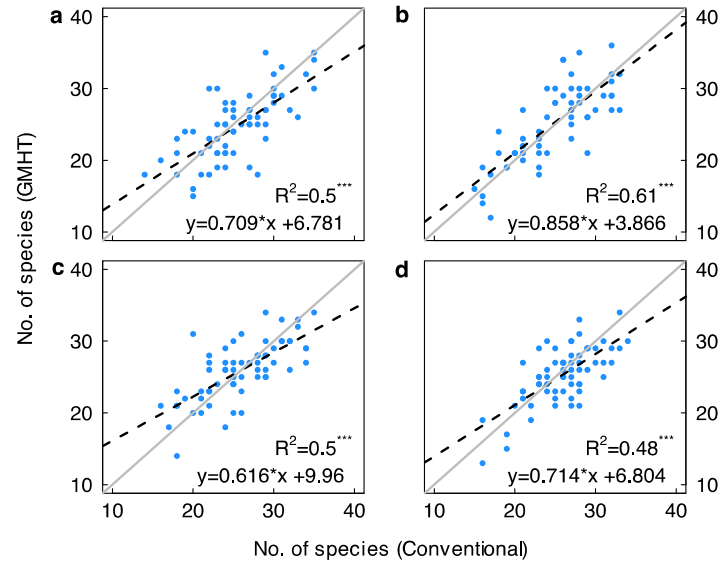 a
b
40
30
20
10
R²=0.5***
y=0.709*x +6.781
R²=0.61***
y=0.858*x +3.866
40
30
20
10
No. of species (GMHT)
c
d
40
30
20
10
R²=0.5***
y=0.616*x +9.96
R²=0.48***
y=0.714*x +6.804
40
30
20
10
10 20 30 40
10 20 30 40
No. of species (Conventional)